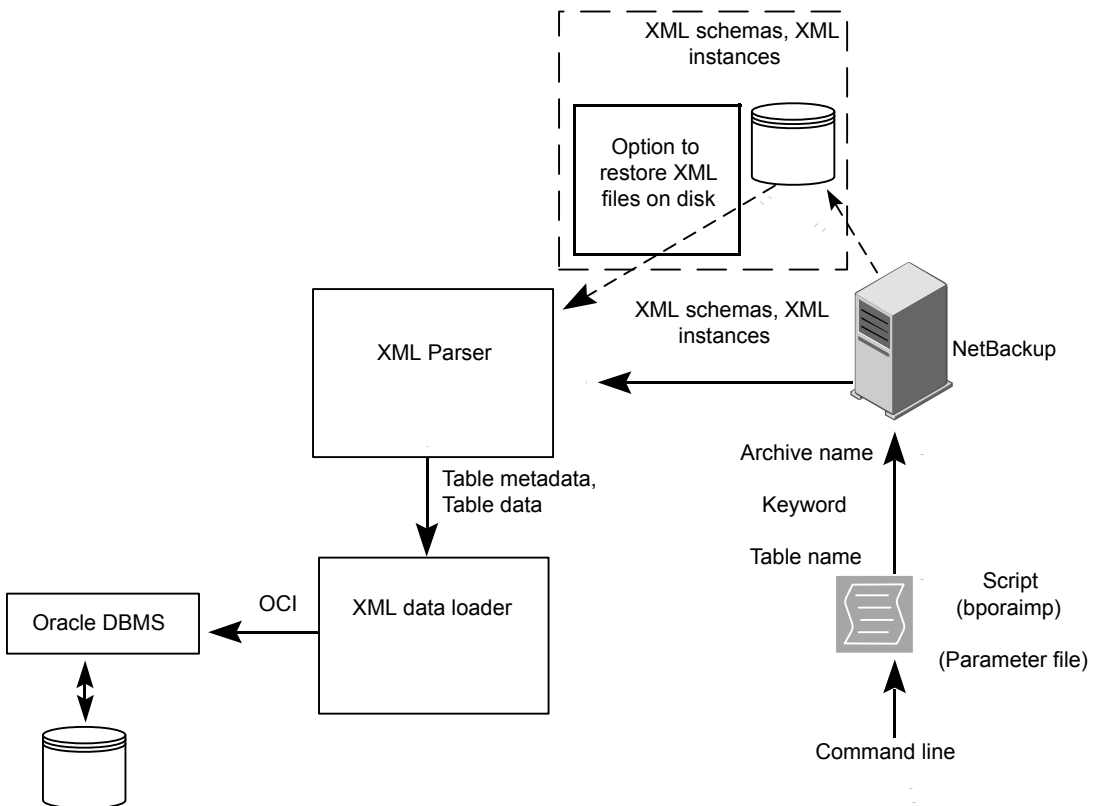 XML schemas, XML
instances
Option to
restore XML
files on disk
XML schemas, XML
instances
XML Parser
NetBackup
Archive name
Table metadata,
Table data
Keyword
Table name
Script
(bporaimp)
(Parameter file)
OCI
XML data loader
Oracle DBMS
Command line